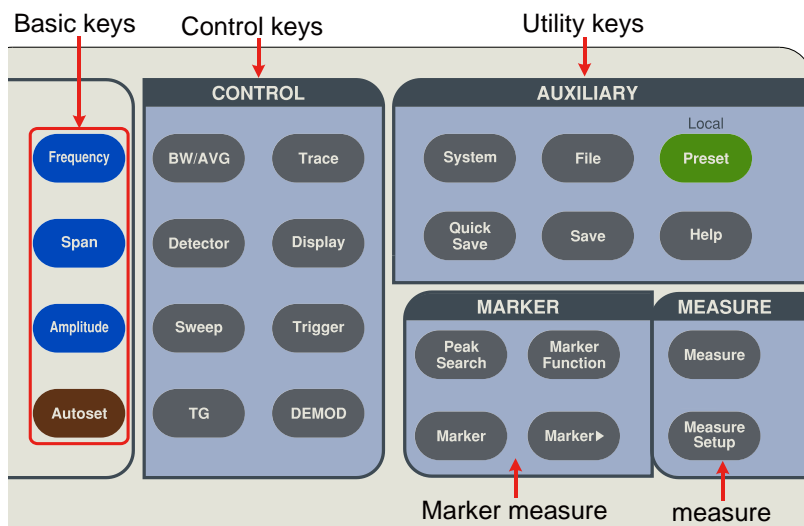 Basic keys
Control keys
Utility keys
CONTROL
AUXILIARY
Frequency
Span
Amplitude
Autoset
BW/AVG
Trace
Detector
Display
Sweep
Trigger
TG
DEMOD
Local
System
File
Preset
Quick
Save
Save
Help
MARKER
Peak
Search
Marker
Function
Marker
Marker▶
MEASURE
Measure
Measure
Setup
Marker measure
measure